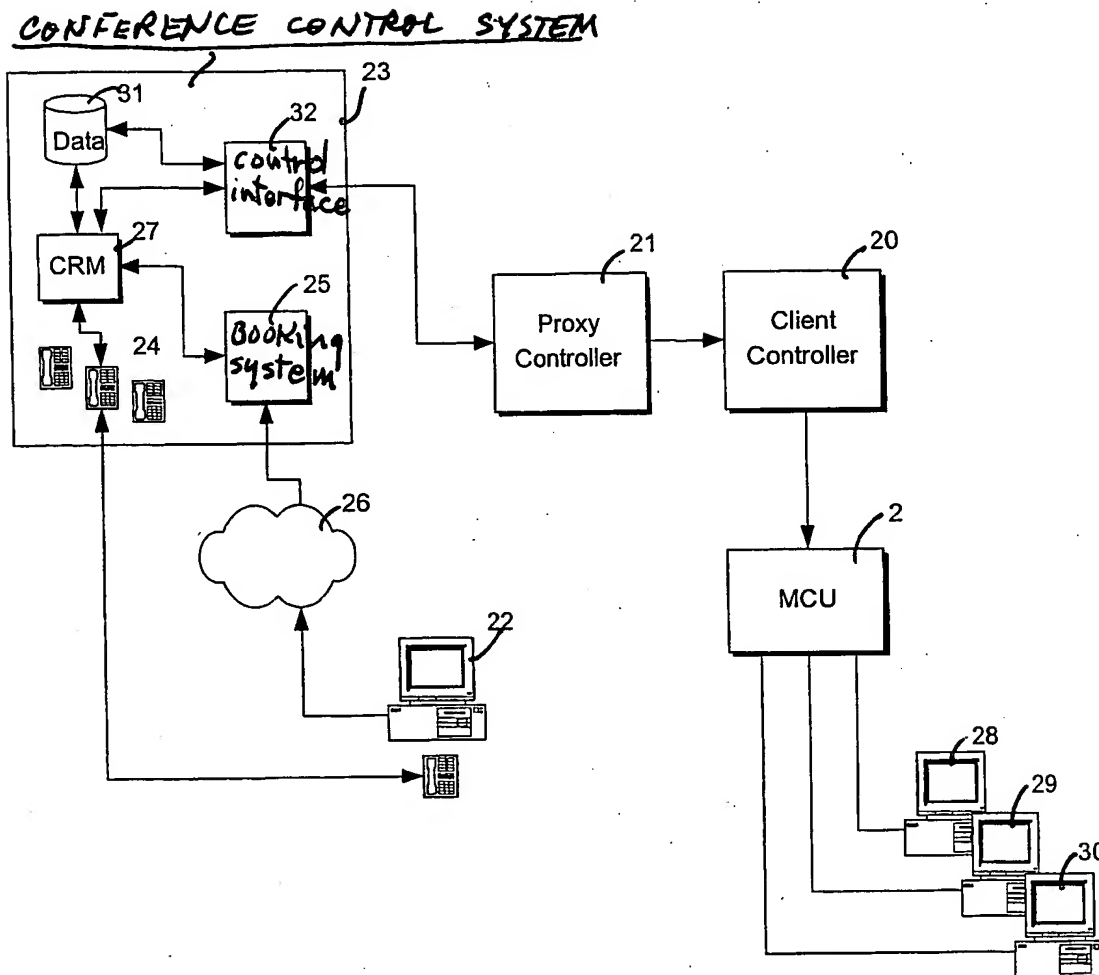 CONFERENCE CONTROL SYSTEM
23
31
Data
32
control
interface
27
CRM
25
Booking
system
24
21
Proxy
Controller
20
Client
Controller
26
2
MCU
22
28
29
30